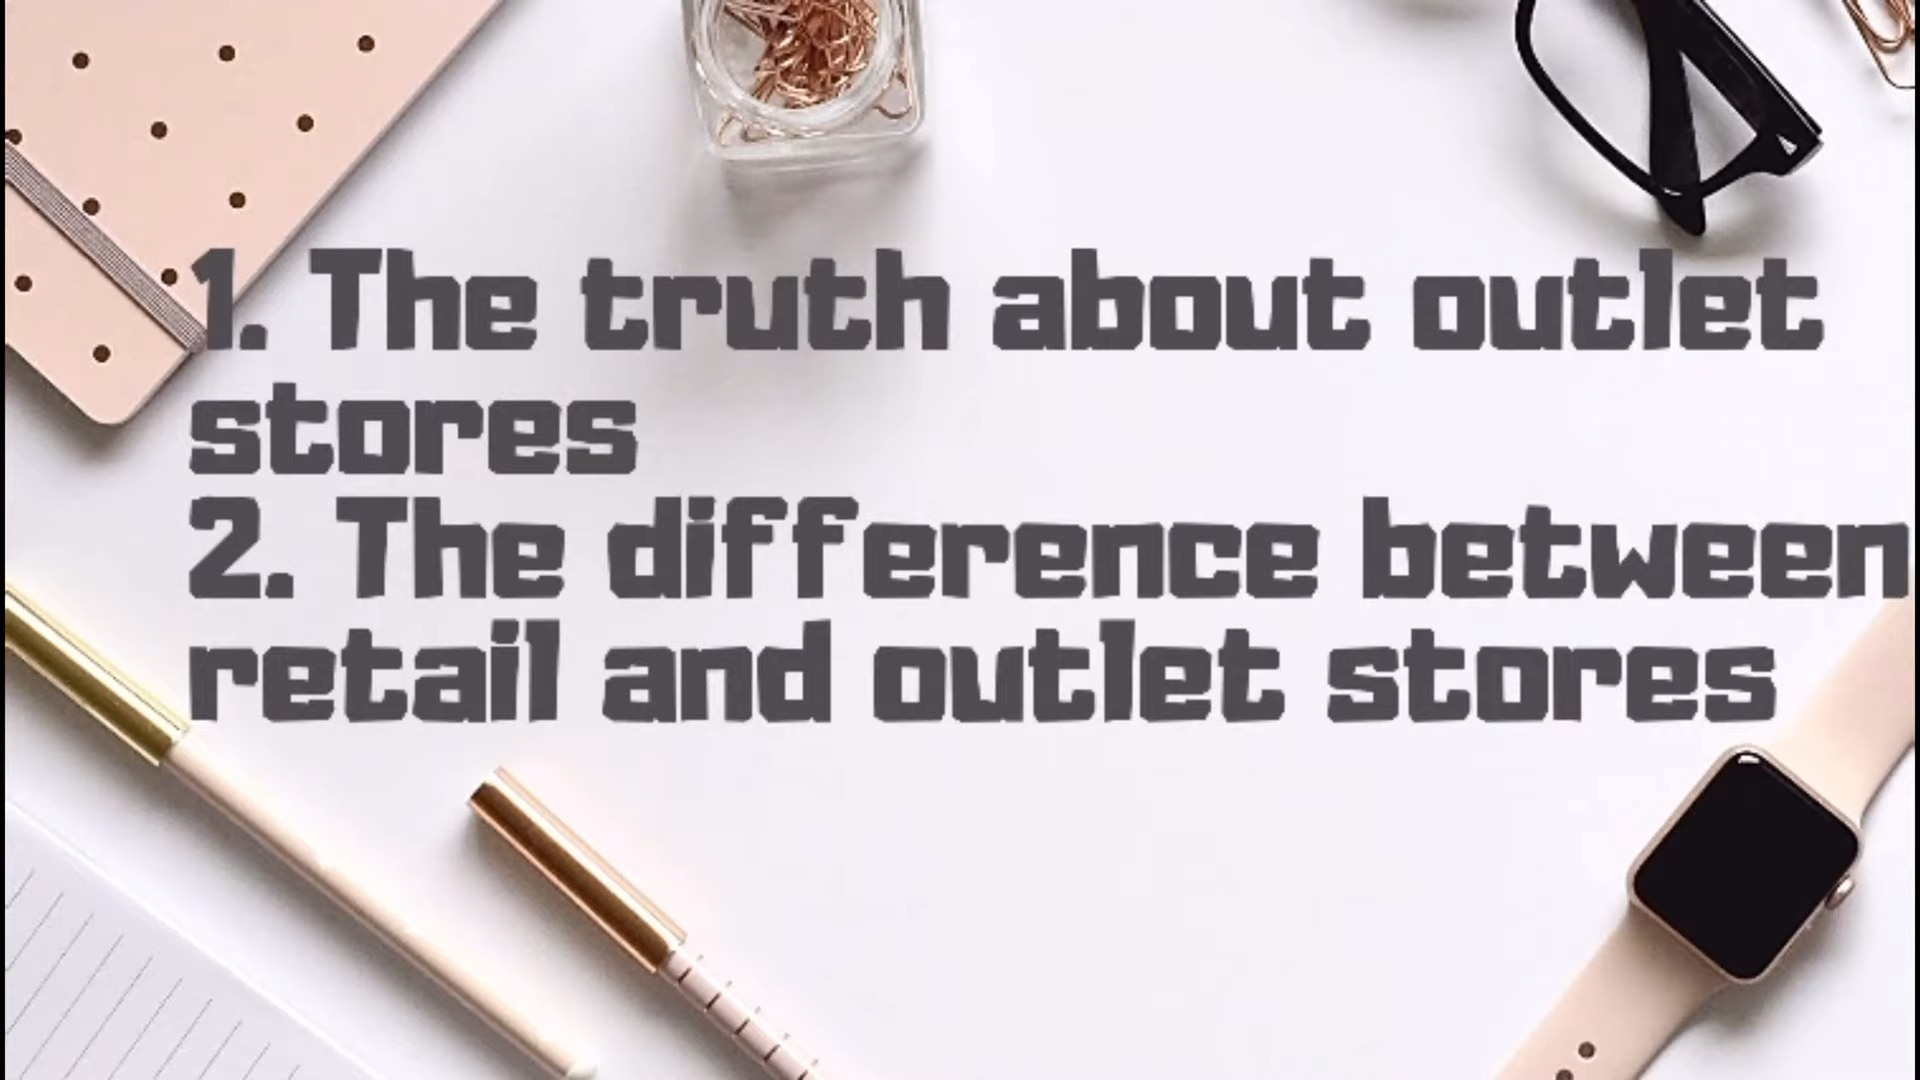 1. The truth about outlet
stores
2. The difference between
retail and outlet stores